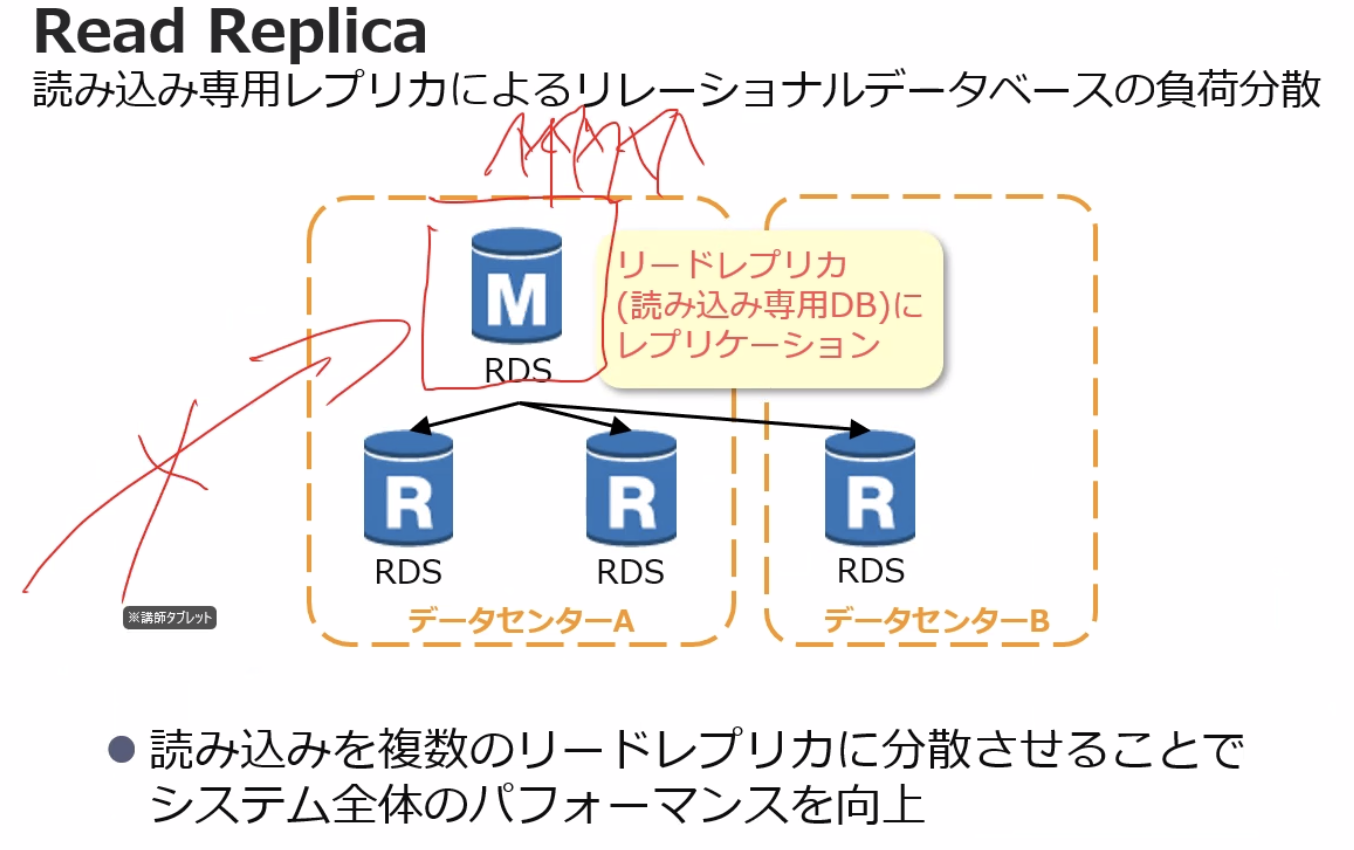 Read Replica
読み込み専用レプリカによるリレーショナルデータベースの負荷分散
M
RDS
リードレプリカ
(読み込み専用DB)に
レプリケーション
R
R
R
RDS
RDS
RDS
※講師タブレット
データセンターA
データセンターB
● 読み込みを複数のリードレプリカに分散させることで
システム全体のパフォーマンスを向上